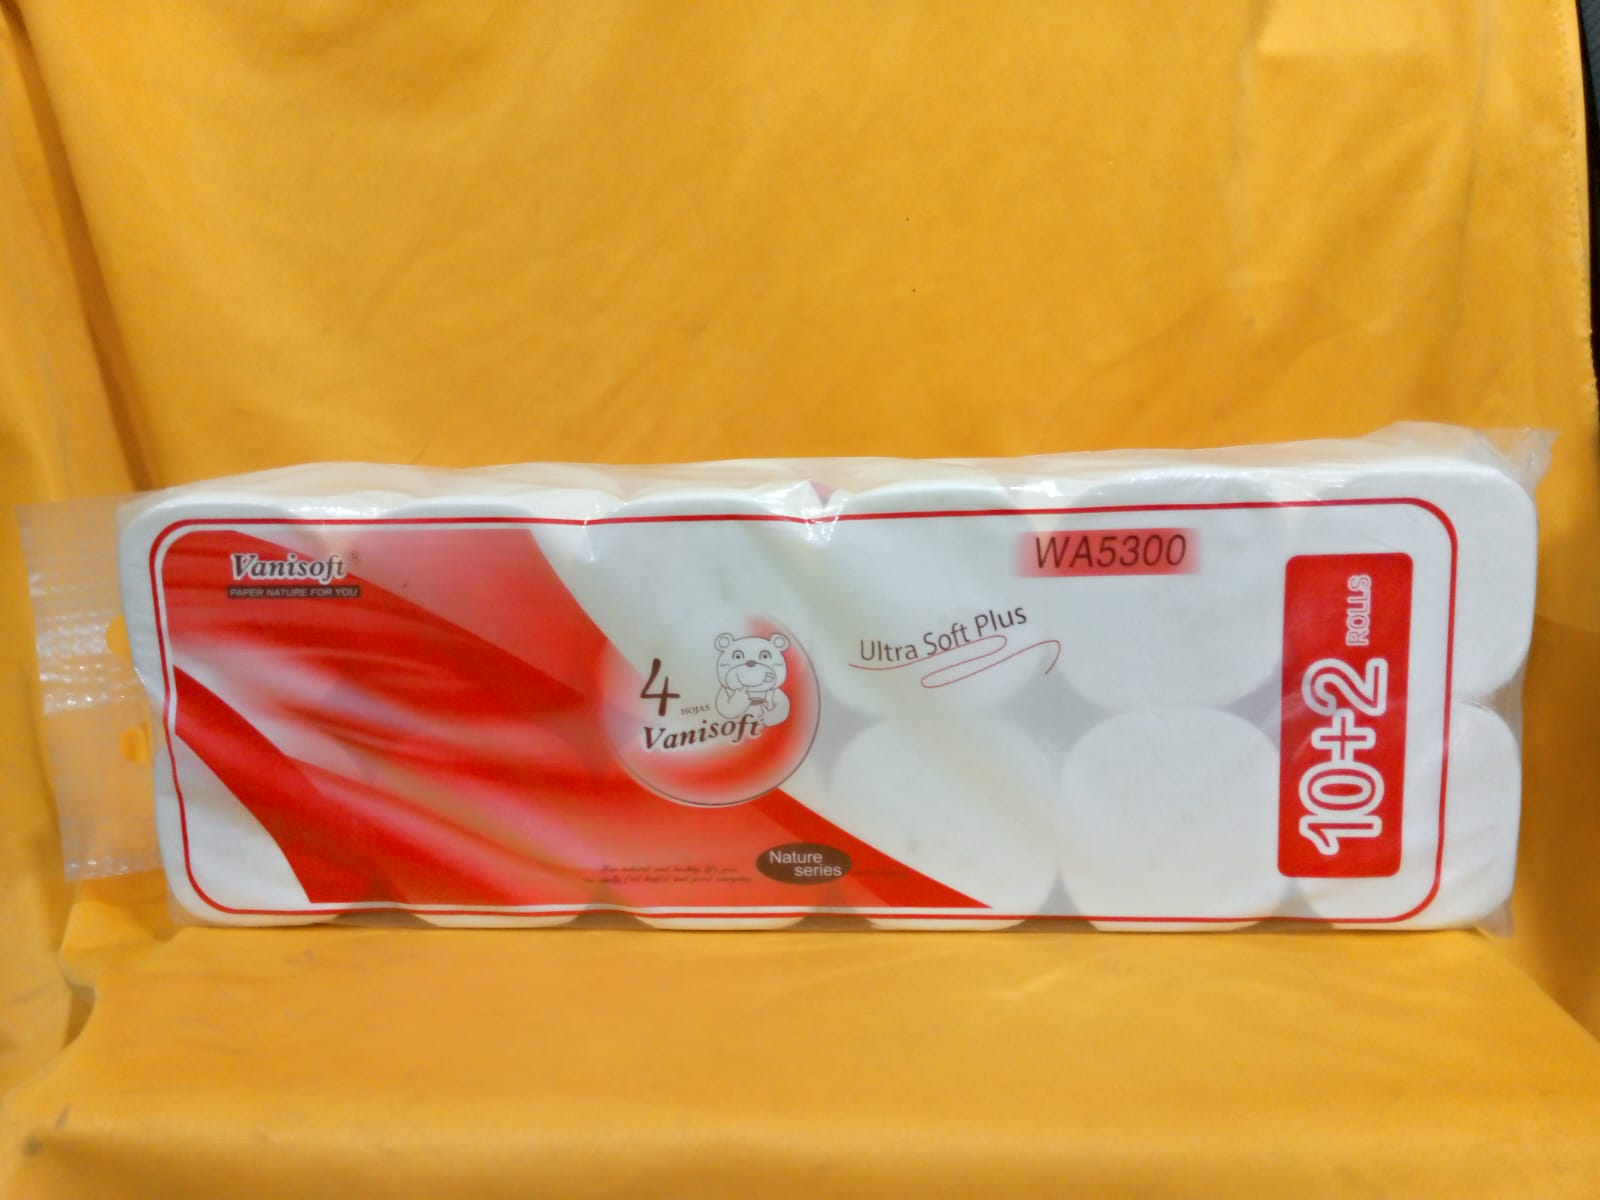 Vanisoft®
PAPER NATURE FOR YOU
WA5300
Ultra Soft Plus
4 HOJAS
Vanisoft
10+2 ROLLS
Nature
series